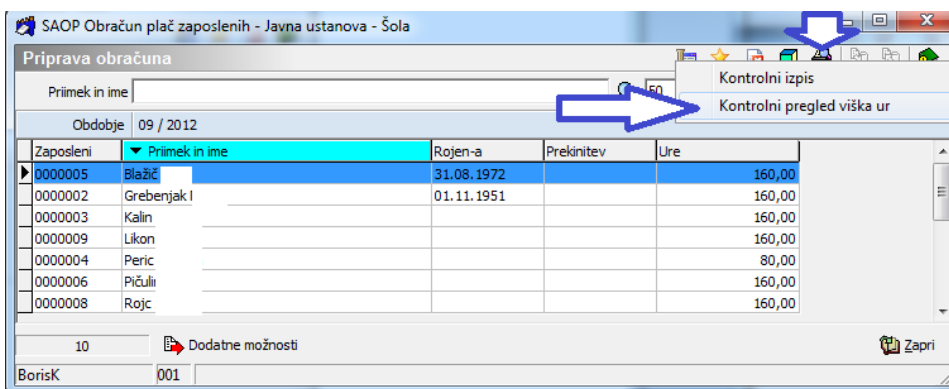 SAOP Obračun plač zaposlenih - Javna ustanova - Šola
Priprava obračuna
Kontrolni izpis
Priimek in ime
Kontrolni pregled viška ur
Obdobje 09 / 2012
Zaposleni Priimek in ime Rojen-a Prekinitev Ure
0000005 Blažič 31.08.1972 160,00
0000002 Grebenjak 01.11.1951 160,00
0000003 Kalin 160,00
0000009 Likon 160,00
0000004 Peric 80,00
0000006 160,00
0000008 Rojc 160,00
10 Dodatne možnosti Zapri
BorisK 001